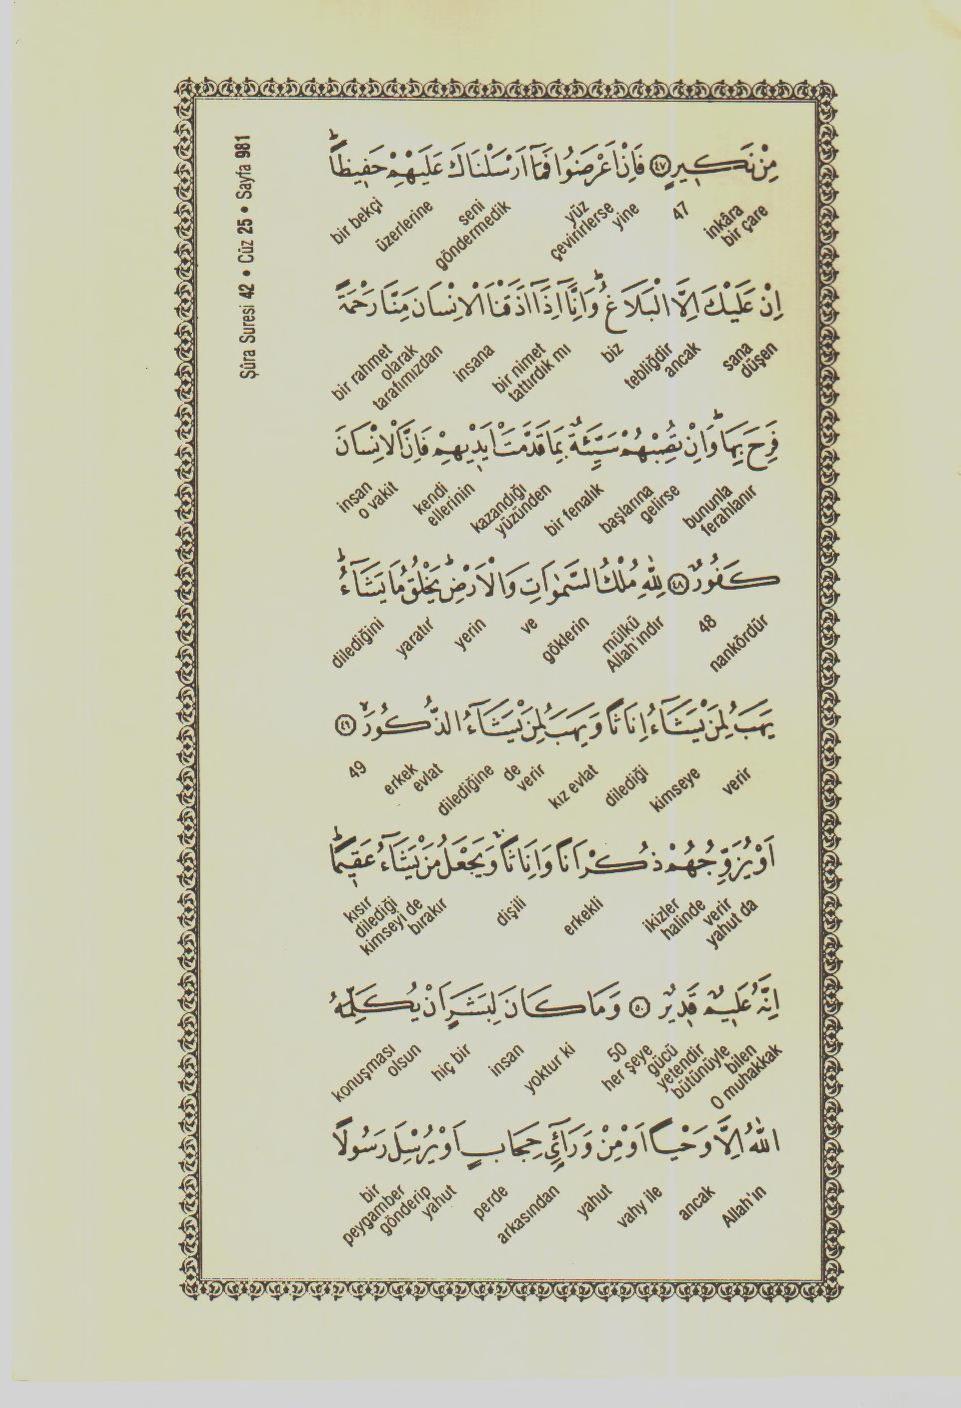 Şûra Suresi 42 • Cüz 25 • Sayfa 981
مِنْ نَكٖيرٍ ﴿٤٧﴾ فَاِنْ اَعْرَضُوا فَمَٓا اَرْسَلْنَاكَ عَلَيْهِمْ حَفٖيظًاؕ
inkâra bir çare 47 yine yüz çevirirlerse seni göndermedik üzerlerine bir bekçi
اِنْ عَلَيْكَ اِلَّا الْبَلَاغُؕ وَاِنَّٓا اِذَٓا اَذَقْنَا الْاِنْسَانَ مِنَّا رَحْمَةً
sana düşen ancak tebliğdir biz bir nimet tattırdık mı insana tarafımızdan olarak bir rahmet
فَرِحَ بِهَاؕ وَاِنْ تُصِبْهُمْ سَيِّئَةٌ بِمَا قَدَّمَتْ اَيْدٖيهِمْ فَاِنَّ الْاِنْسَانَ
bununla ferahlanır başlarına gelirse bir fenalık kazandığı yüzünden kendi ellerinin insan o vakit
كَفُورٌ ﴿٤٨﴾ لِلّٰهِ مُلْكُ السَّمٰوَاتِ وَالْاَرْضِؕ يَخْلُقُ مَا يَشَٓاءُؕ
nankördür 48 mülkü Allah'ındır göklerin ve yerin yaratır dilediğini
يَهَبُ لِمَنْ يَشَٓاءُ اِنَاثًا وَيَهَبُ لِمَنْ يَشَٓاءُ الذُّكُورَۙ ﴿٤٩﴾
verir kimseye dilediği kız evlat de verir dilediğine erkek evlat 49
اَوْ يُزَوِّجُهُمْ ذُكْرَانًا وَاِنَاثًاۚ وَيَجْعَلُ مَنْ يَشَٓاءُ عَقٖيمًاؕ
verir yahut da ikizler halinde erkekli dişili kısır dilediği kimseyi de bırakır
اِنَّهُ عَلٖيمٌ قَدٖيرٌ ﴿٥٠﴾ وَمَا كَانَ لِبَشَرٍ اَنْ يُكَلِّمَهُ
O muhakkak bilen bütünüyle yetendir gücü her şeye 50 yoktur ki insan hiç bir konuşması olsun
اللّٰهُ اِلَّا وَحْيًا اَوْ مِنْ وَرَٓائِ حِجَابٍ اَوْ يُرْسِلَ رَسُولًا
Allah'ın ancak vahy ile yahut arkasından perde yahut gönderip peygamber bir